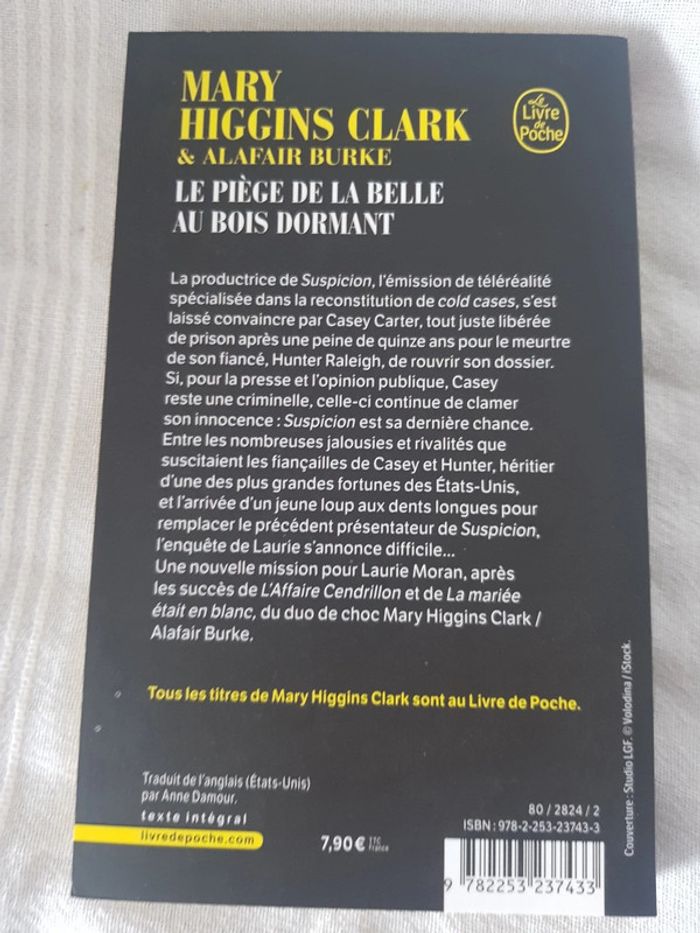 MARY
HIGGINS CLARK
& ALAFAIR BURKE
Le
Livre
de
Poche
LE PIÈGE DE LA BELLE
AU BOIS DORMANT
La productrice de Suspicion, l'émission de téléréalité
spécialisée dans la reconstitution de cold cases, s'est
laissé convaincre par Casey Carter, tout juste libérée
de prison après une peine de quinze ans pour le meurtre
de son fiancé, Hunter Raleigh, de rouvrir son dossier.
Si, pour la presse et l'opinion publique, Casey
reste une criminelle, celle-ci continue de clamer
son innocence : Suspicion est sa dernière chance.
Entre les nombreuses jalousies et rivalités que
suscitaient les fiançailles de Casey et Hunter, héritier
d'une des plus grandes fortunes des États-Unis,
et l'arrivée d'un jeune loup aux dents longues pour
remplacer le précédent présentateur de Suspicion,
l'enquête de Laurie s'annonce difficile...
Une nouvelle mission pour Laurie Moran, après
les succès de L'Affaire Cendrillon et de La mariée
était en blanc, du duo de choc Mary Higgins Clark /
Alafair Burke.
Tous les titres de Mary Higgins Clark sont au Livre de Poche.
Traduit de l'anglais (États-Unis)
par Anne Damour.
texte intégral
livredepoche.com
7,90 € TTC
France
80 / 2824 / 2
ISBN : 978-2-253-23743-3
9 782253 237433
Couverture : Studio LGF. © Volodina / iStock.